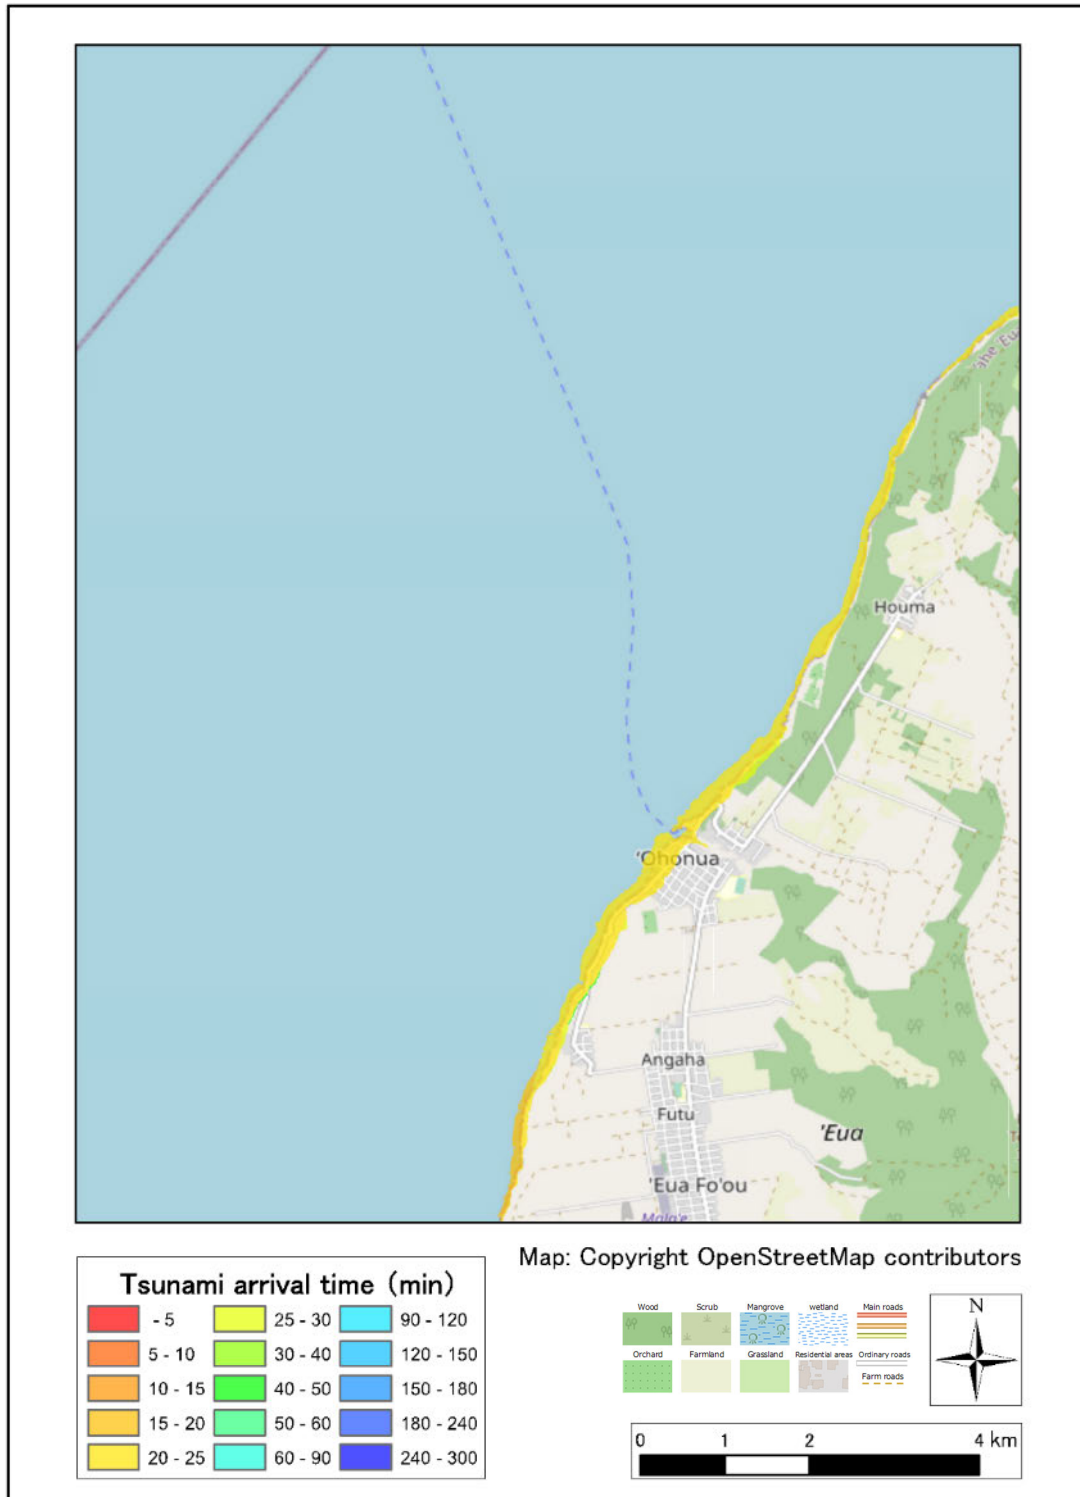 'ahe 'Eu
Houma
'Ohonua
Angaha
Futu
'Eua
'Eua Fo'ou
Mala'e
Map: Copyright OpenStreetMap contributors
Tsunami arrival time (min)
- 5
25 - 30
90 - 120
5 - 10
30 - 40
120 - 150
10 - 15
40 - 50
150 - 180
15 - 20
50 - 60
180 - 240
20 - 25
60 - 90
240 - 300
Wood
Scrub
Mangrove
wetland
Main roads
Orchard
Farmland
Grassland
Residential areas
Ordinary roads
Farm roads
N
0 1 2 4 km